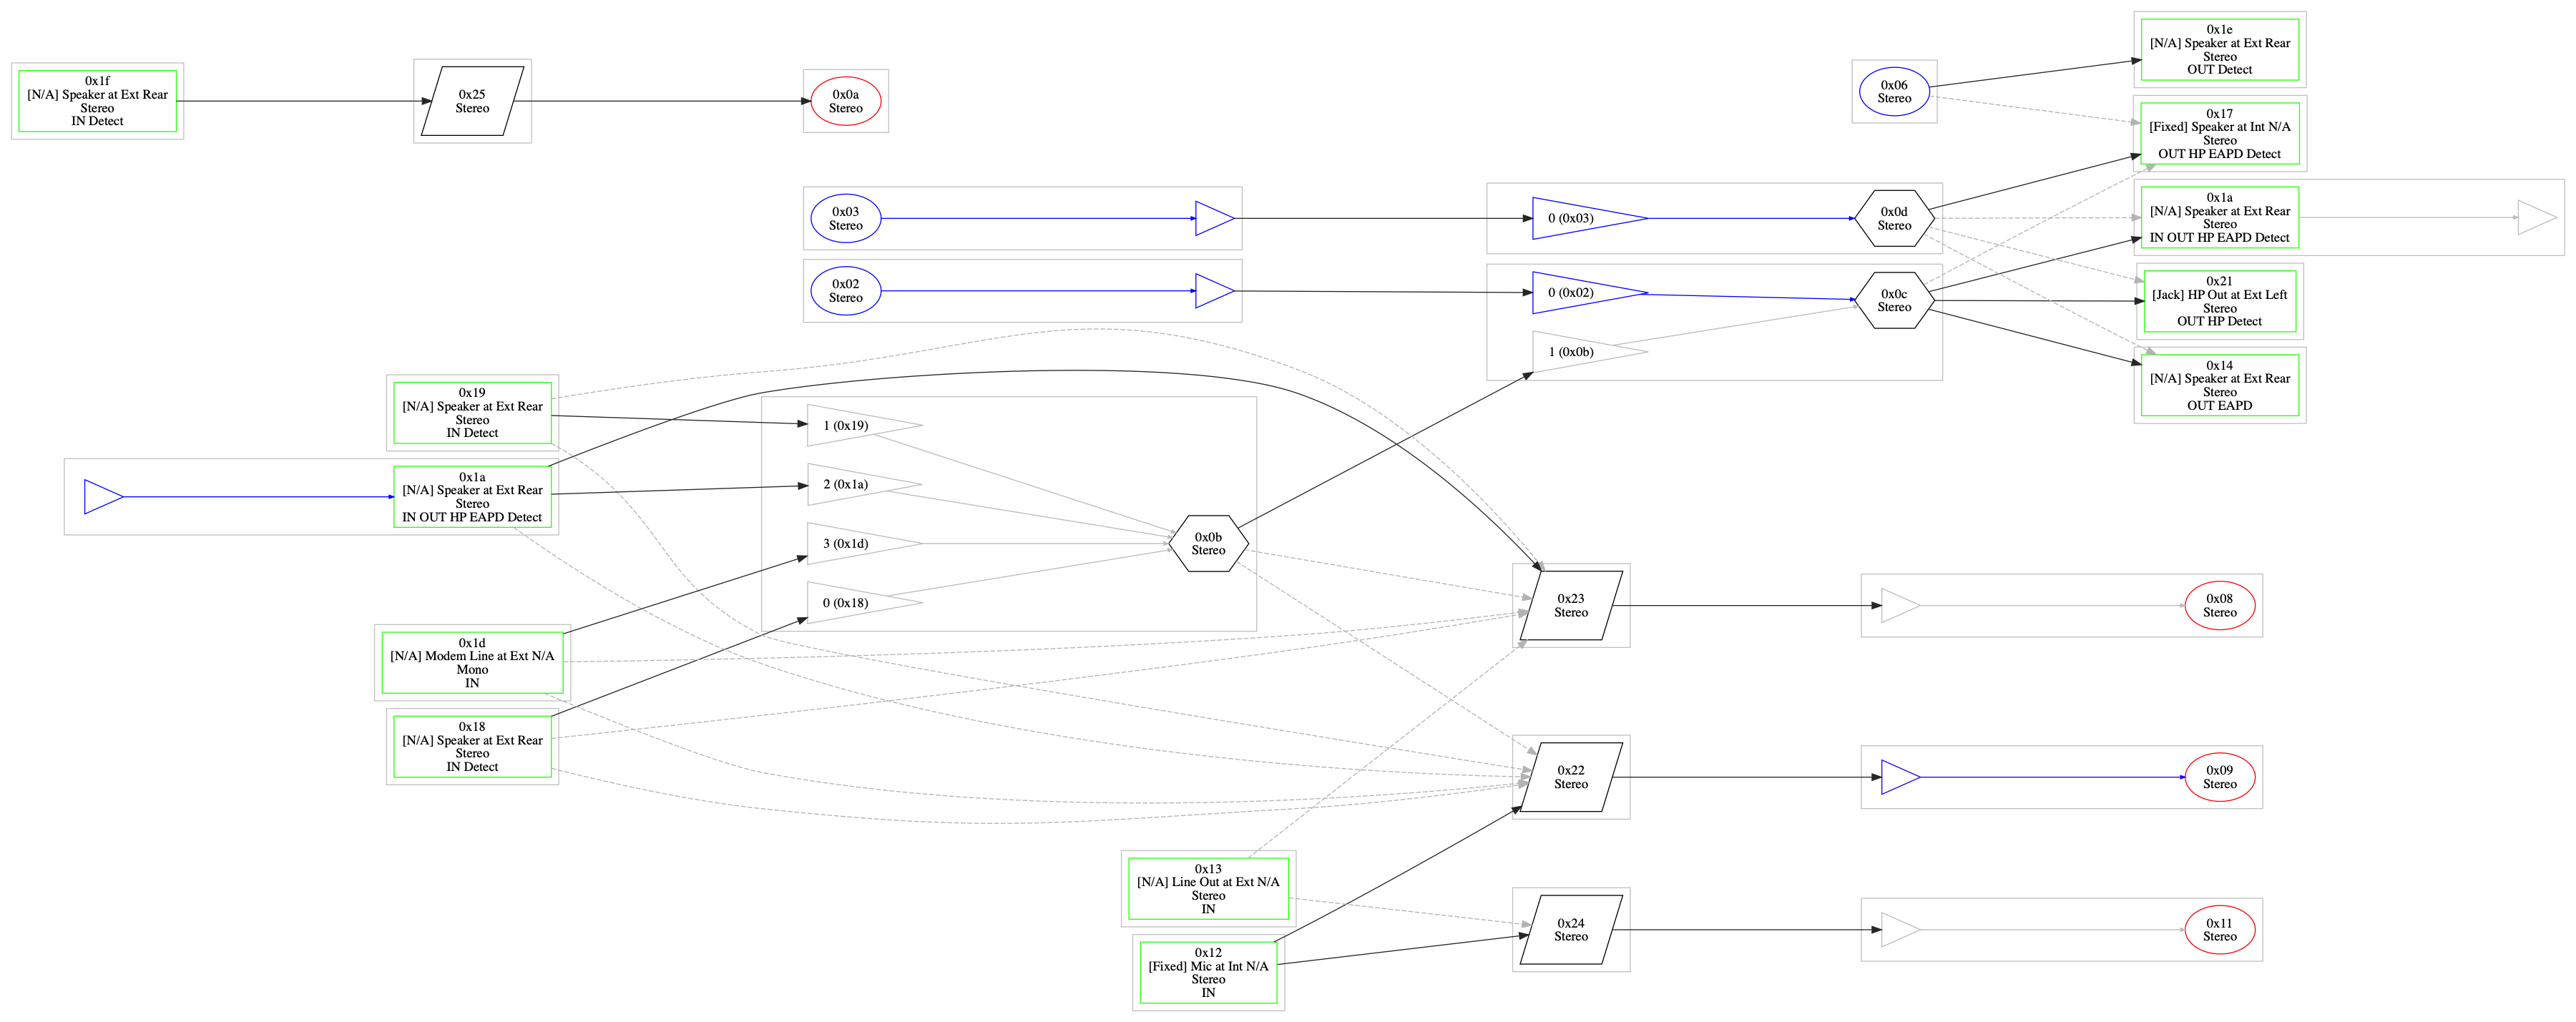 0x1f
[N/A] Speaker at Ext Rear
Stereo
IN Detect
0x25
Stereo
0x0a
Stereo
0x06
Stereo
0x1e
[N/A] Speaker at Ext Rear
Stereo
OUT Detect
0x17
[Fixed] Speaker at Int N/A
Stereo
OUT HP EAPD Detect
0x03
Stereo
0 (0x03)
0x0d
Stereo
0x1a
[N/A] Speaker at Ext Rear
Stereo
IN OUT HP EAPD Detect
0x02
Stereo
0 (0x02)
1 (0x0b)
0x0c
Stereo
0x21
[Jack] HP Out at Ext Left
Stereo
OUT HP Detect
0x14
[N/A] Speaker at Ext Rear
Stereo
OUT EAPD
0x19
[N/A] Speaker at Ext Rear
Stereo
IN Detect
0x1a
[N/A] Speaker at Ext Rear
Stereo
IN OUT HP EAPD Detect
1 (0x19)
2 (0x1a)
3 (0x1d)
0 (0x18)
0x0b
Stereo
0x1d
[N/A] Modem Line at Ext N/A
Mono
IN
0x18
[N/A] Speaker at Ext Rear
Stereo
IN Detect
0x23
Stereo
0x08
Stereo
0x22
Stereo
0x09
Stereo
0x13
[N/A] Line Out at Ext N/A
Stereo
IN
0x12
[Fixed] Mic at Int N/A
Stereo
IN
0x24
Stereo
0x11
Stereo